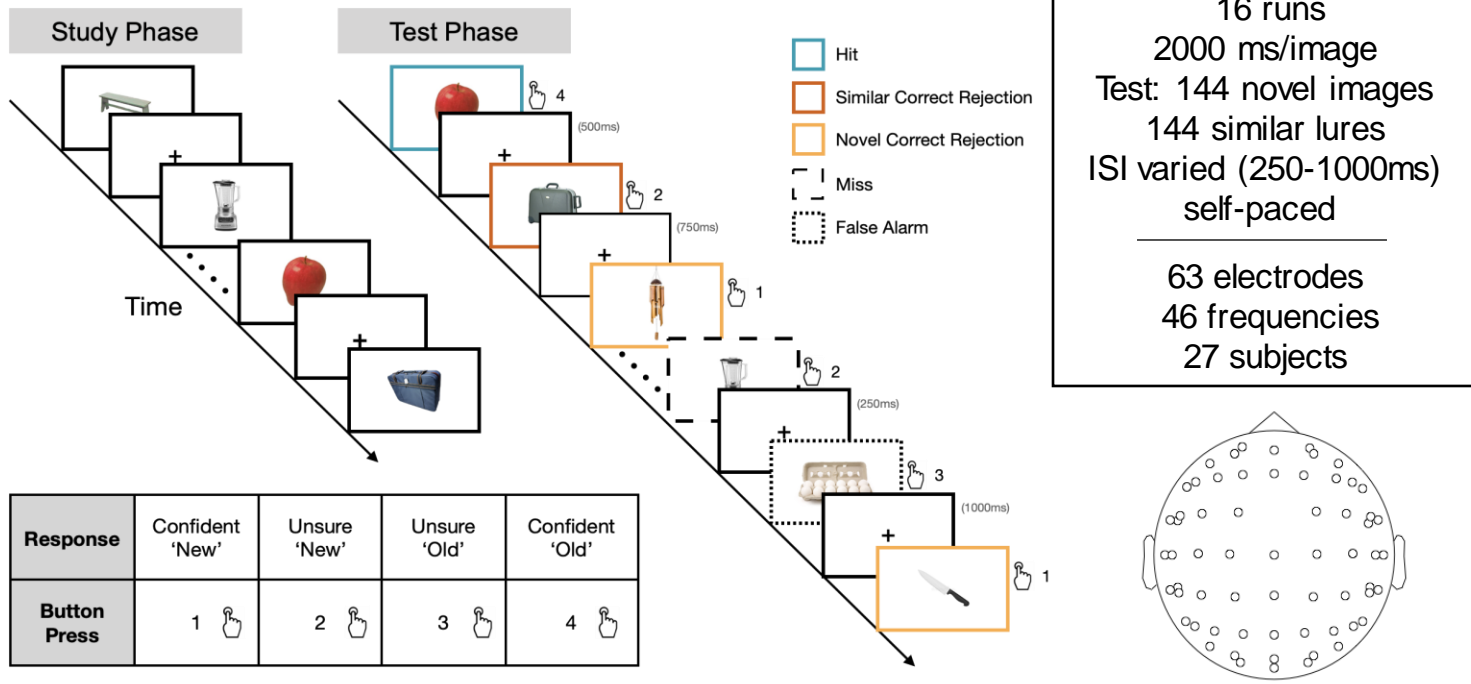 Study Phase
Time
Test Phase
4
(500ms)
2
(750ms)
1
2
(250ms)
3
(1000ms)
1
Hit
Similar Correct Rejection
Novel Correct Rejection
Miss
False Alarm
16 runs
2000 ms/image
Test: 144 novel images
144 similar lures
ISI varied (250-1000ms)
self-paced
63 electrodes
46 frequencies
27 subjects
Response
Confident
'New'
Unsure
'New'
Unsure
'Old'
Confident
'Old'
Button
Press
1
2
3
4